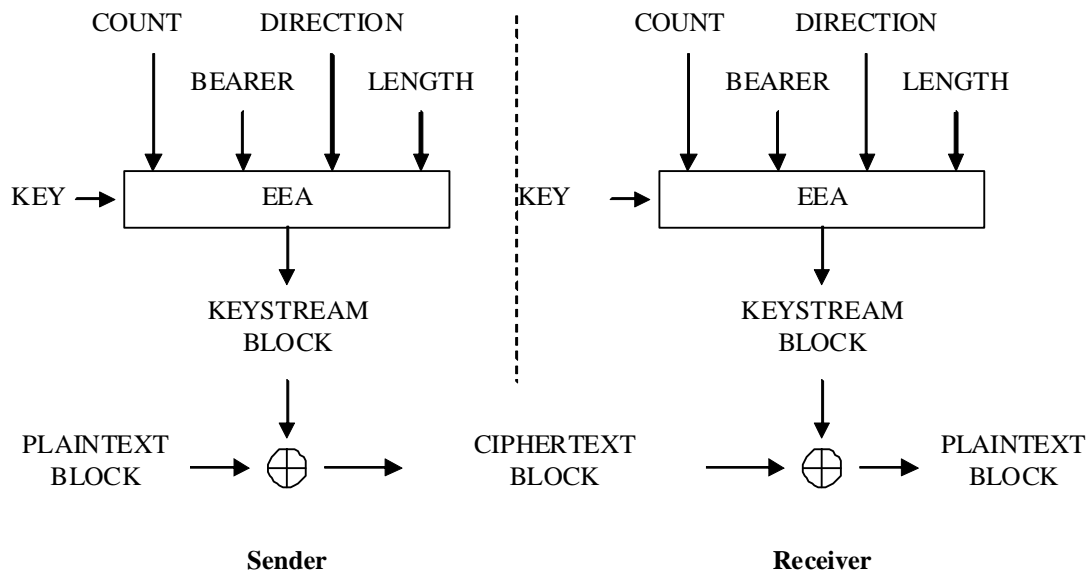 COUNT DIRECTION COUNT DIRECTION
BEARER LENGTH BEARER LENGTH
KEY EEA KEY EEA
KEYSTREAM KEYSTREAM
BLOCK BLOCK
PLAINTEXT CIPHERTEXT PLAINTEXT
BLOCK BLOCK BLOCK
Sender Receiver